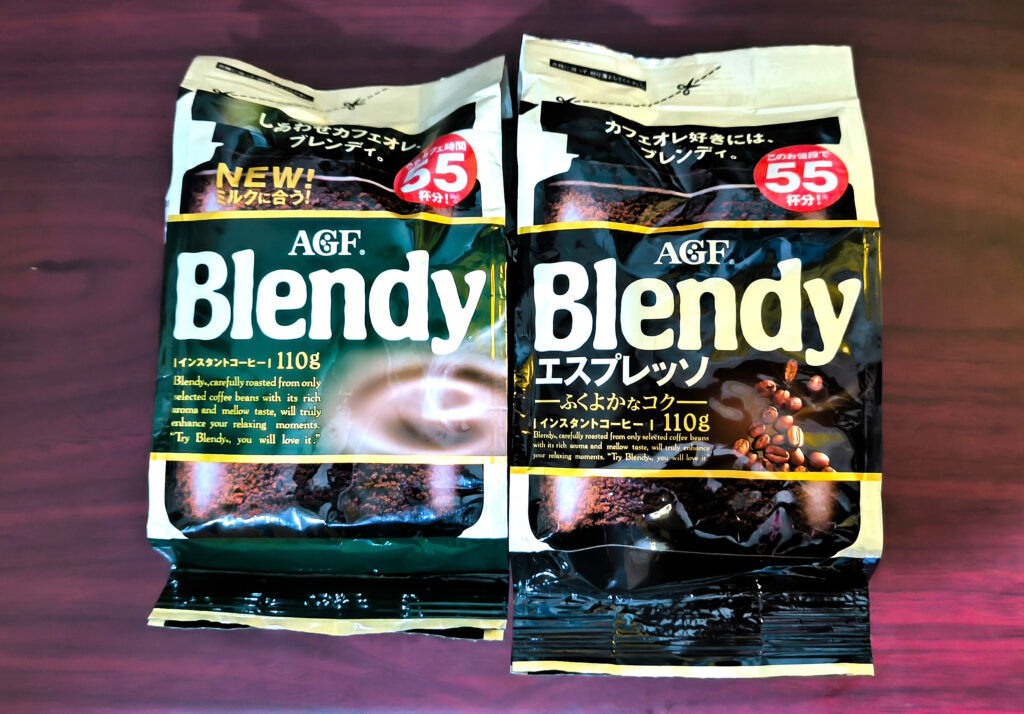 しあわせカフェオレ。
ブレンディ。
NEW!
ミルクに合う!
55
杯分!
AGF®
Blendy®
インスタントコーヒー 110g
Blendy®, carefully roasted from only
selected coffee beans with its rich
aroma and mellow taste, will truly
enhance your relaxing moments.
"Try Blendy®, you will love it."
カフェオレ好きには、
ブレンディ。
このお値段で
55
杯分!
AGF®
Blendy
エスプレッソ
ふくよかなコク
インスタントコーヒー 110g
Blendy®, carefully roasted from only selected coffee beans
with its rich aroma and mellow taste, will truly enhance
your relaxing moments. "Try Blendy®, you will love it"